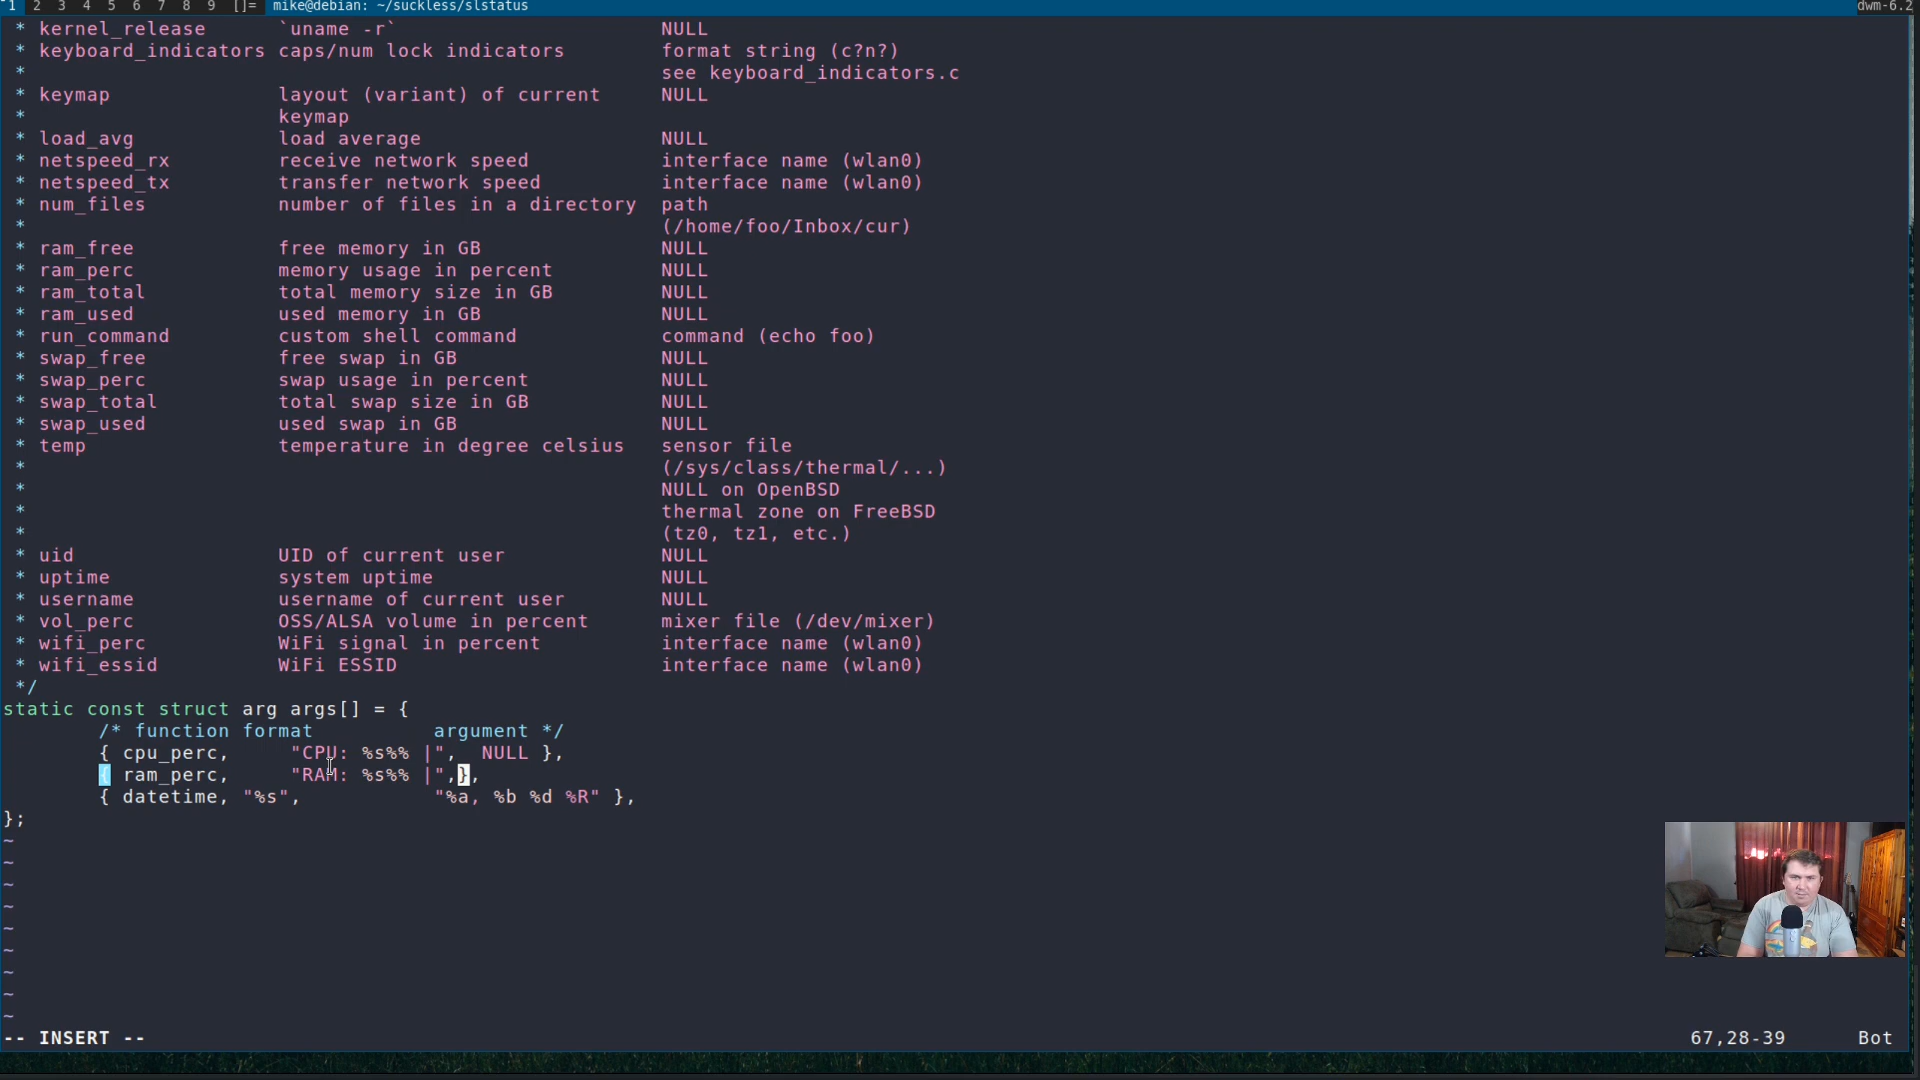 1 2 3 4 5 6 7 8 9 []= mike@debian: ~/suckless/slstatus dwm-6.2
* kernel_release `uname -r` NULL
* keyboard_indicators caps/num lock indicators format string (c?n?)
* see keyboard_indicators.c
* keymap layout (variant) of current NULL
* keymap
* load_avg load average NULL
* netspeed_rx receive network speed interface name (wlan0)
* netspeed_tx transfer network speed interface name (wlan0)
* num_files number of files in a directory path
* (/home/foo/Inbox/cur)
* ram_free free memory in GB NULL
* ram_perc memory usage in percent NULL
* ram_total total memory size in GB NULL
* ram_used used memory in GB NULL
* run_command custom shell command command (echo foo)
* swap_free free swap in GB NULL
* swap_perc swap usage in percent NULL
* swap_total total swap size in GB NULL
* swap_used used swap in GB NULL
* temp temperature in degree celsius sensor file
* (/sys/class/thermal/...)
* NULL on OpenBSD
* thermal zone on FreeBSD
* (tz0, tz1, etc.)
* uid UID of current user NULL
* uptime system uptime NULL
* username username of current user NULL
* vol_perc OSS/ALSA volume in percent mixer file (/dev/mixer)
* wifi_perc WiFi signal in percent interface name (wlan0)
* wifi_essid WiFi ESSID interface name (wlan0)
*/
static const struct arg args[] = {
/* function format argument */
{ cpu_perc, "CPU: %s%% |", NULL },
{ ram_perc, "RAM: %s%% |",},
{ datetime, "%s", "%a, %b %d %R" },
};
~
~
~
~
~
~
~
~
~
-- INSERT -- 67,28-39 Bot